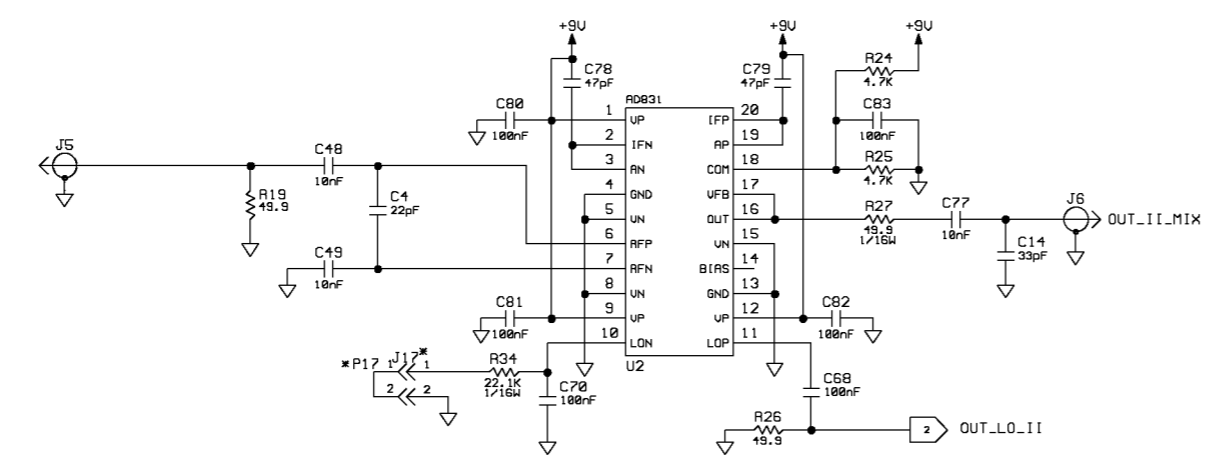 +9V
+9V
+9V
C78
47pF
C79
47pF
R24
4.7K
C80
100nF
AD831
C83
100nF
1 VP
2 IFN
3 AN
4 GND
5 VN
6 RFP
7 RFN
8 VN
9 VP
10 LON
IFP 20
AP 19
COM 18
VFB 17
OUT 16
VN 15
BIAS 14
GND 13
VP 12
LOP 11
U2
R25
4.7K
J5
C48
10nF
R19
49.9
C4
22pF
C49
10nF
R27
49.9
1/16W
C77
10nF
J6
OUT_II_MIX
C14
33pF
C81
100nF
C82
100nF
*P17
J17*
1 1
2 2
R34
22.1K
1/16W
C70
100nF
C68
100nF
R26
49.9
2
OUT_LO_II